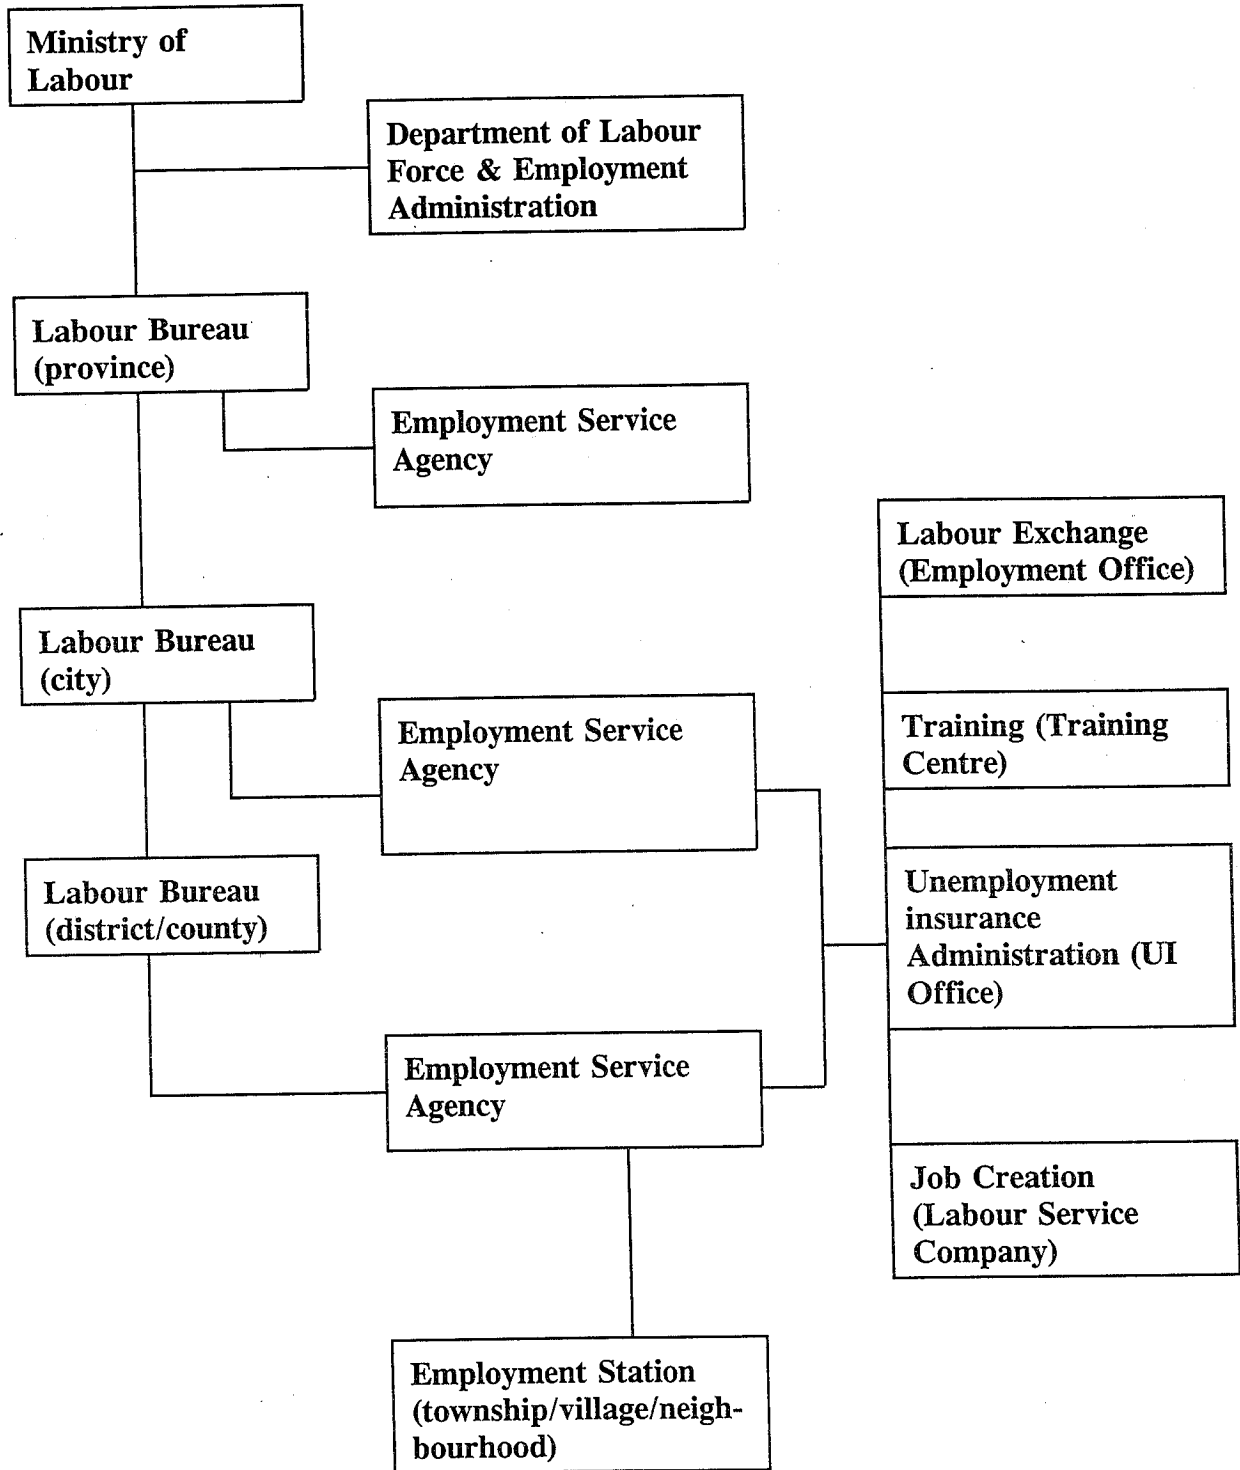 Ministry of
Labour
Department of Labour
Force & Employment
Administration
Labour Bureau
(province)
Employment Service
Agency
Labour Exchange
(Employment Office)
Labour Bureau
(city)
Employment Service
Agency
Training (Training
Centre)
Labour Bureau
(district/county)
Unemployment
insurance
Administration (UI
Office)
Employment Service
Agency
Job Creation
(Labour Service
Company)
Employment Station
(township/village/neigh-
bourhood)